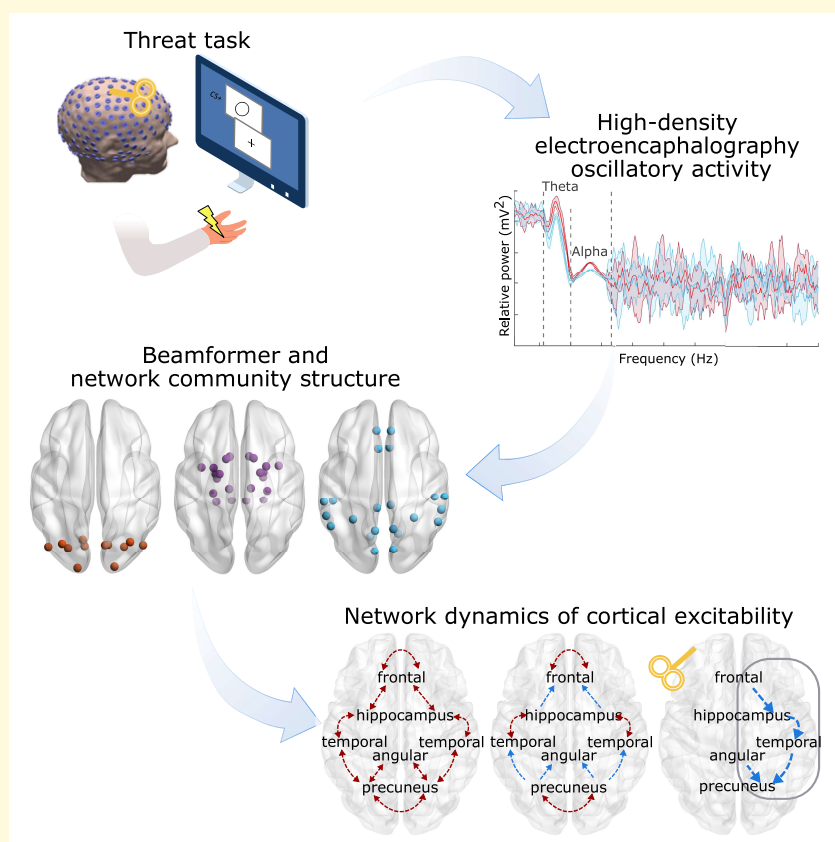 Threat task
CS+
High-density
electroencephalography
oscillatory activity
Theta
Alpha
Relative power (mV²)
Frequency (Hz)
Beamformer and
network community structure
Network dynamics of cortical excitability
frontal
hippocampus
temporal
temporal
angular
precuneus
frontal
hippocampus
temporal
temporal
angular
precuneus
frontal
hippocampus
temporal
angular
precuneus